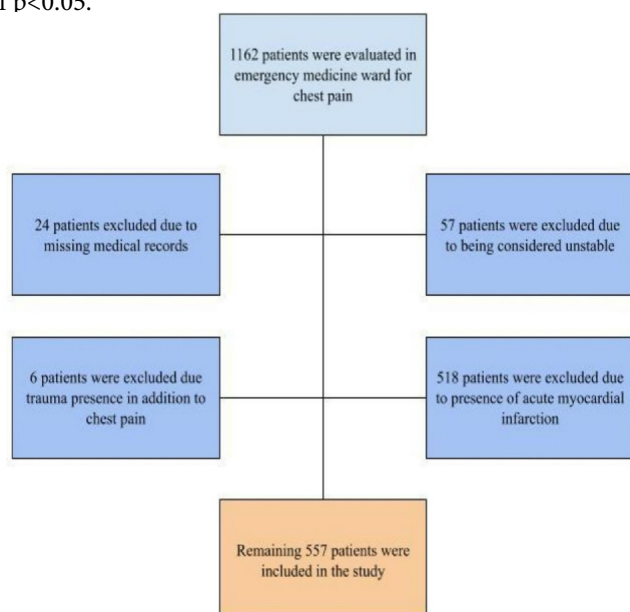 p<0.05.
1162 patients were evaluated in
emergency medicine ward for
chest pain
24 patients excluded due to
missing medical records
57 patients were excluded due
to being considered unstable
6 patients were excluded due
trauma presence in addition to
chest pain
518 patients were excluded due
to presence of acute myocardial
infarction
Remaining 557 patients were
included in the study